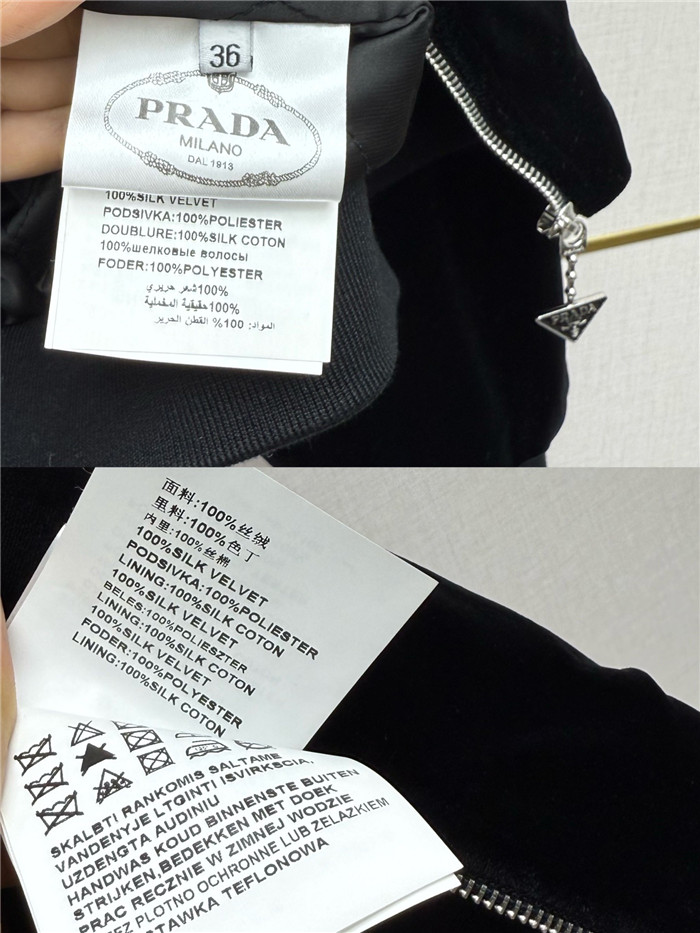 36
PRADA
MILANO
DAL 1913
100%SILK VELVET
PODSIVKA:100%POLIESTER
DOUBLURE:100%SILK COTON
100%шелковые волосы
FODER:100%POLYESTER
100%شعر حريري
100%حقيقية المخملية
المواد: 100% القطن الحرير
PRADA
面料:100%丝绒
里料:100%色丁
内里:100%丝棉
100%SILK VELVET
PODSIVKA:100%POLIESTER
LINING:100%SILK COTON
100%SILK VELVET
BELES:100%POLIESZTER
LINING:100%SILK COTON
100%SILK VELVET
FODER:100%POLYESTER
LINING:100%SILK COTON
SKALBTI RANKOMIS SALTAME
VANDENYJE LTGINTI ISVIRKSCIA,
UZDENGTA AUDINIU
HANDWAS KOUD BINNENSTE BUITEN
STRIJKEN,BEDEKKEN MET DOEK
PRAC RECZNIE W ZIMNEJ WODZIE
PLOTNO OCHRONNE LUB ZELAZKIEM
TEFLONOWA